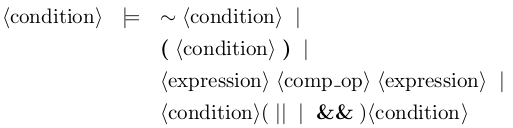 ⟨condition⟩ ⊨ ∼ ⟨condition⟩ |
( ⟨condition⟩ ) |
⟨expression⟩ ⟨comp_op⟩ ⟨expression⟩ |
⟨condition⟩( || | && )⟨condition⟩